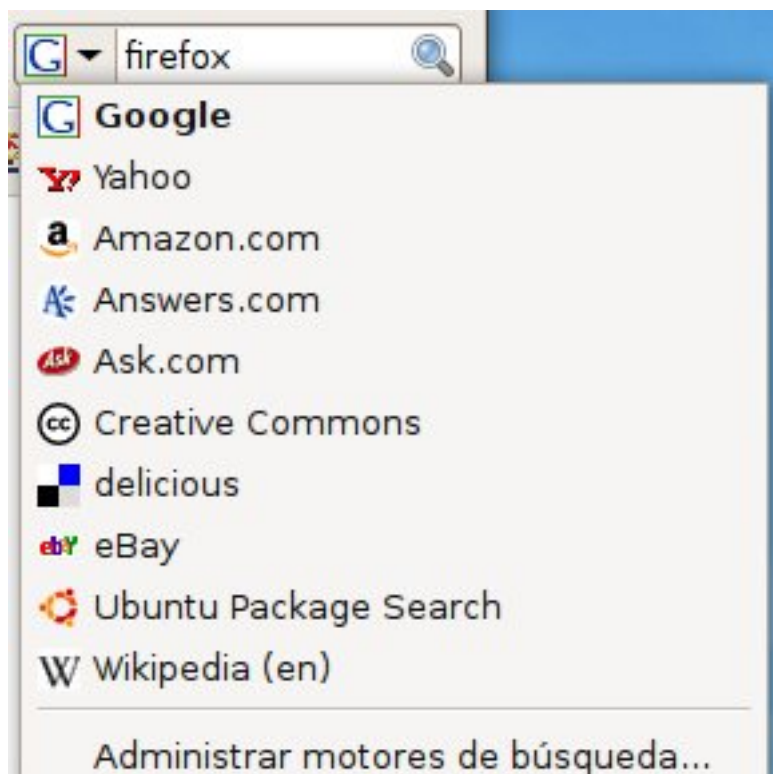 firefox
Google
Yahoo
Amazon.com
Answers.com
Ask.com
Creative Commons
delicious
eBay
Ubuntu Package Search
Wikipedia (en)
Administrar motores de búsqueda...